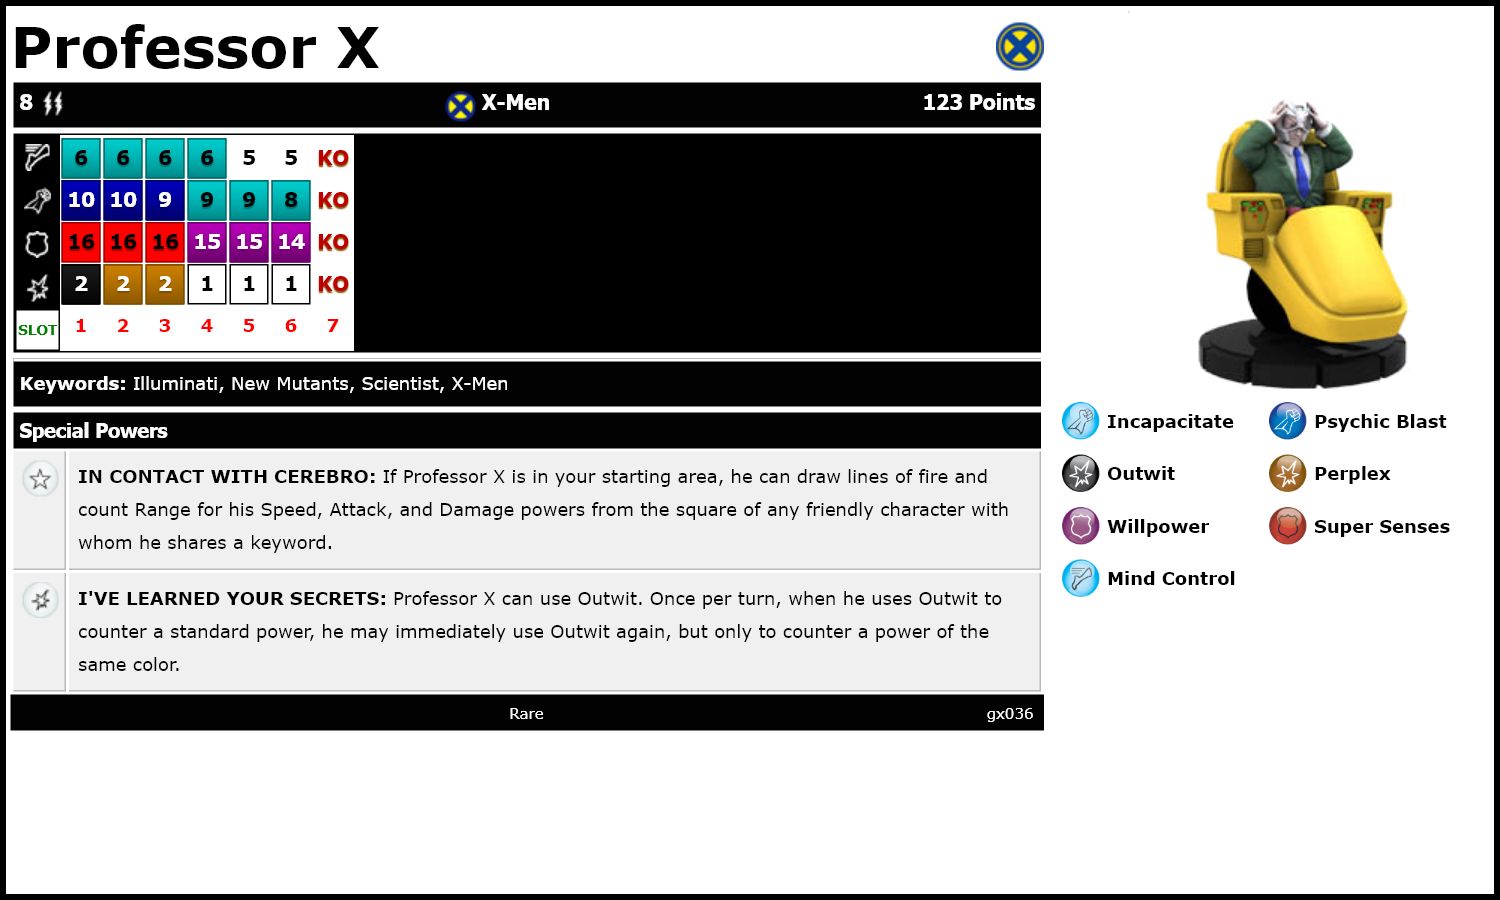 Professor X
8 X-Men 123 Points
6 6 6 6 5 5 KO
10 10 9 9 9 8 KO
16 16 16 15 15 14 KO
2 2 2 1 1 1 KO
SLOT 1 2 3 4 5 6 7
Keywords: Illuminati, New Mutants, Scientist, X-Men
Special Powers
IN CONTACT WITH CEREBRO: If Professor X is in your starting area, he can draw lines of fire and
count Range for his Speed, Attack, and Damage powers from the square of any friendly character with
whom he shares a keyword.
I'VE LEARNED YOUR SECRETS: Professor X can use Outwit. Once per turn, when he uses Outwit to
counter a standard power, he may immediately use Outwit again, but only to counter a power of the
same color.
Rare gx036
Incapacitate Psychic Blast
Outwit Perplex
Willpower Super Senses
Mind Control